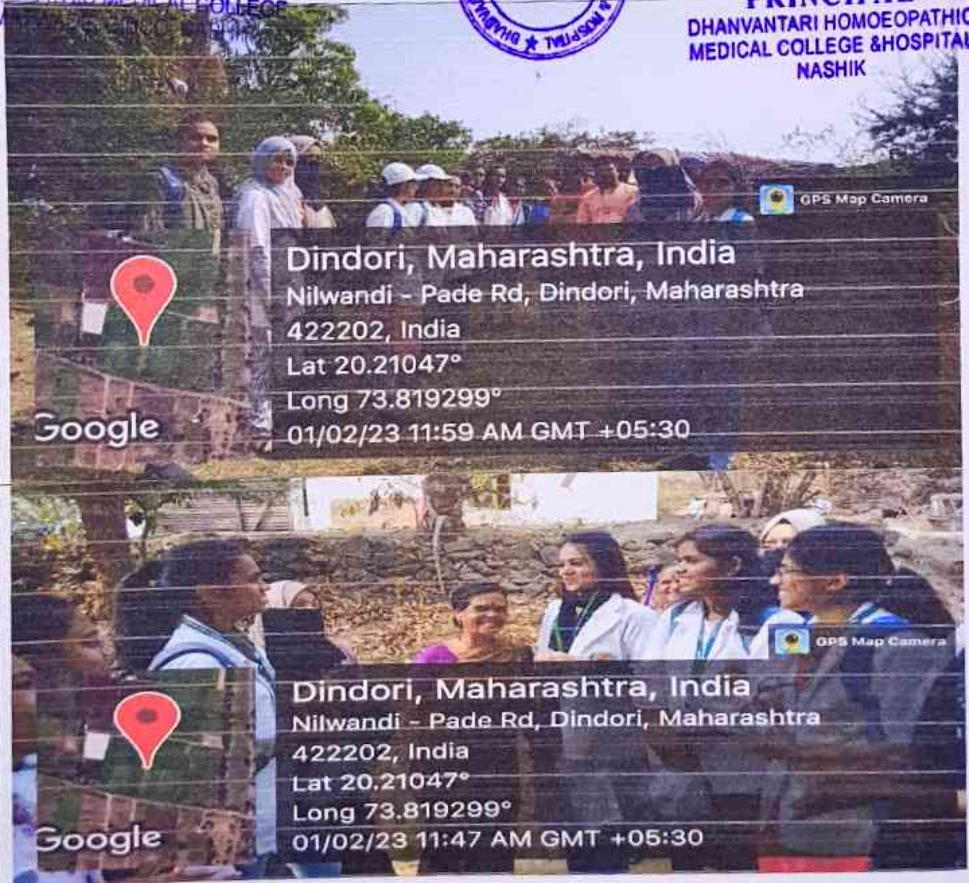 MEDICAL COLLEGE
PRINCIPAL
DHANVANTARI HOMOEOPATHIC
MEDICAL COLLEGE &HOSPITAL
NASHIK
GPS Map Camera
Dindori, Maharashtra, India
Nilwandi - Pade Rd, Dindori, Maharashtra
422202, India
Lat 20.21047°
Long 73.819299°
01/02/23 11:59 AM GMT +05:30
Google
GPS Map Camera
Dindori, Maharashtra, India
Nilwandi - Pade Rd, Dindori, Maharashtra
422202, India
Lat 20.21047°
Long 73.819299°
01/02/23 11:47 AM GMT +05:30
Google